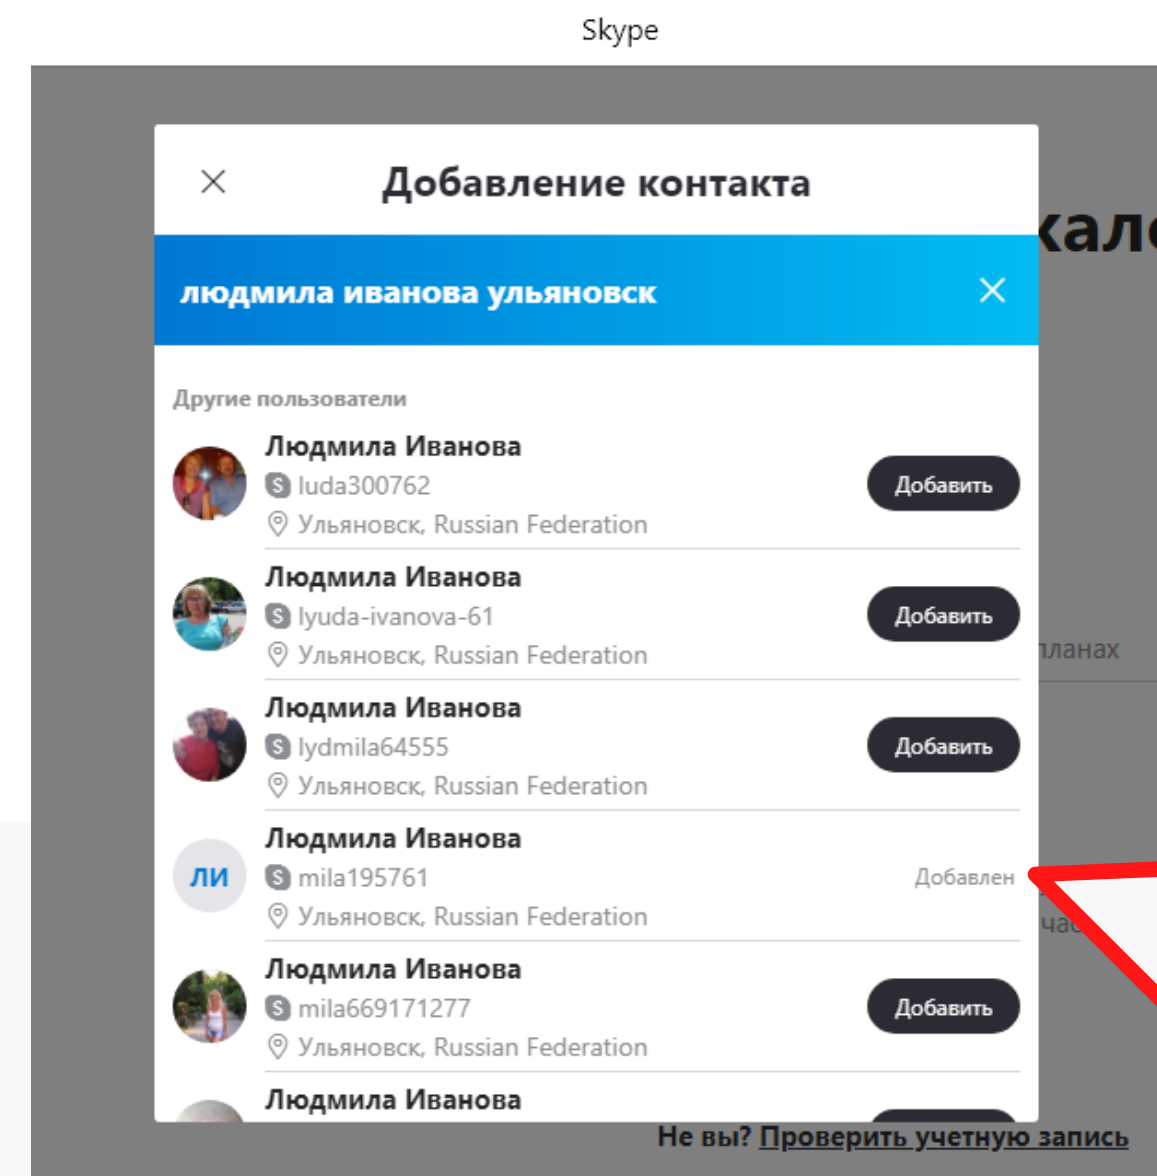 Skype
Добавление контакта
людмила иванова ульяновск
Другие пользователи
Людмила Иванова
luda300762
Ульяновск, Russian Federation
Добавить
Людмила Иванова
lyuda-ivanova-61
Ульяновск, Russian Federation
Добавить
Людмила Иванова
lydmila64555
Ульяновск, Russian Federation
Добавить
ЛИ
Людмила Иванова
mila195761
Ульяновск, Russian Federation
Добавлен
Людмила Иванова
mila669171277
Ульяновск, Russian Federation
Добавить
Людмила Иванова
Не вы? Проверить учетную запись